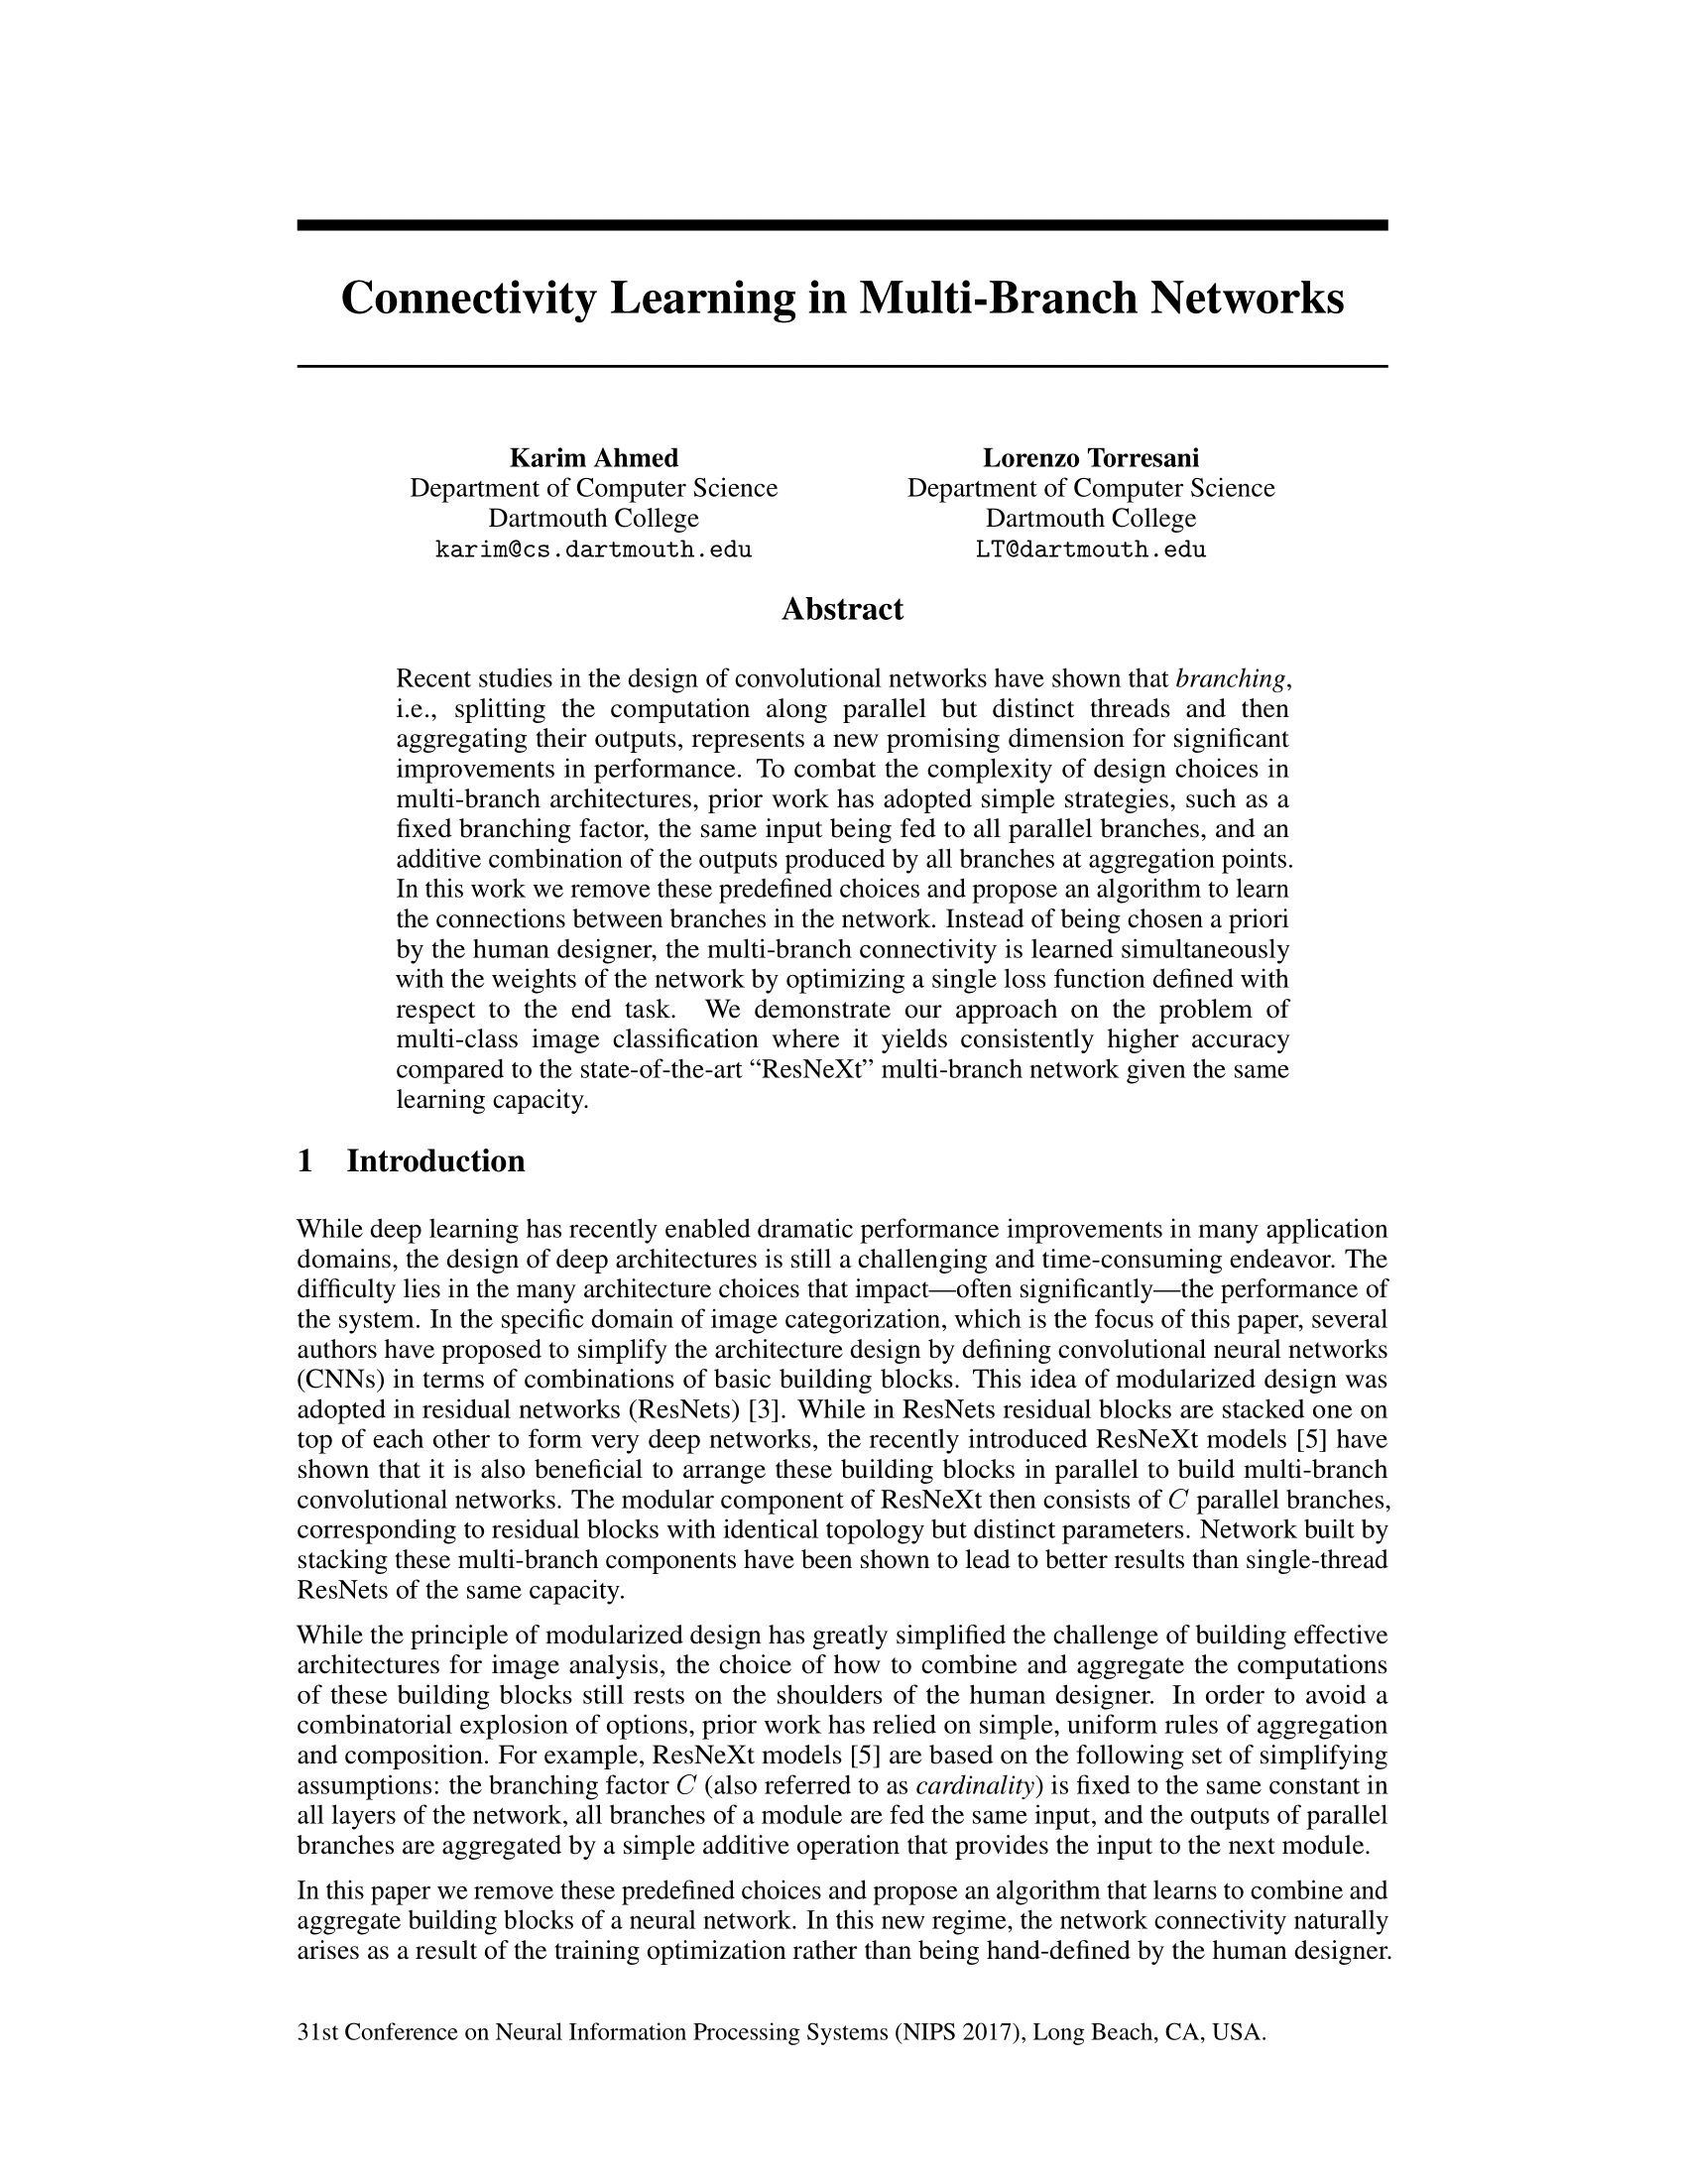 Connectivity Learning in Multi-Branch Networks
Karim Ahmed
Department of Computer Science
Dartmouth College
karim@cs.dartmouth.edu
Lorenzo Torresani
Department of Computer Science
Dartmouth College
LT@dartmouth.edu
Abstract
Recent studies in the design of convolutional networks have shown that branching,
i.e., splitting the computation along parallel but distinct threads and then
aggregating their outputs, represents a new promising dimension for significant
improvements in performance. To combat the complexity of design choices in
multi-branch architectures, prior work has adopted simple strategies, such as a
fixed branching factor, the same input being fed to all parallel branches, and an
additive combination of the outputs produced by all branches at aggregation points.
In this work we remove these predefined choices and propose an algorithm to learn
the connections between branches in the network. Instead of being chosen a priori
by the human designer, the multi-branch connectivity is learned simultaneously
with the weights of the network by optimizing a single loss function defined with
respect to the end task. We demonstrate our approach on the problem of
multi-class image classification where it yields consistently higher accuracy
compared to the state-of-the-art “ResNeXt” multi-branch network given the same
learning capacity.
1 Introduction
While deep learning has recently enabled dramatic performance improvements in many application
domains, the design of deep architectures is still a challenging and time-consuming endeavor. The
difficulty lies in the many architecture choices that impact—often significantly—the performance of
the system. In the specific domain of image categorization, which is the focus of this paper, several
authors have proposed to simplify the architecture design by defining convolutional neural networks
(CNNs) in terms of combinations of basic building blocks. This idea of modularized design was
adopted in residual networks (ResNets) [3]. While in ResNets residual blocks are stacked one on
top of each other to form very deep networks, the recently introduced ResNeXt models [5] have
shown that it is also beneficial to arrange these building blocks in parallel to build multi-branch
convolutional networks. The modular component of ResNeXt then consists of C parallel branches,
corresponding to residual blocks with identical topology but distinct parameters. Network built by
stacking these multi-branch components have been shown to lead to better results than single-thread
ResNets of the same capacity.
While the principle of modularized design has greatly simplified the challenge of building effective
architectures for image analysis, the choice of how to combine and aggregate the computations
of these building blocks still rests on the shoulders of the human designer. In order to avoid a
combinatorial explosion of options, prior work has relied on simple, uniform rules of aggregation
and composition. For example, ResNeXt models [5] are based on the following set of simplifying
assumptions: the branching factor C (also referred to as cardinality) is fixed to the same constant in
all layers of the network, all branches of a module are fed the same input, and the outputs of parallel
branches are aggregated by a simple additive operation that provides the input to the next module.
In this paper we remove these predefined choices and propose an algorithm that learns to combine and
aggregate building blocks of a neural network. In this new regime, the network connectivity naturally
arises as a result of the training optimization rather than being hand-defined by the human designer.
31st Conference on Neural Information Processing Systems (NIPS 2017), Long Beach, CA, USA.